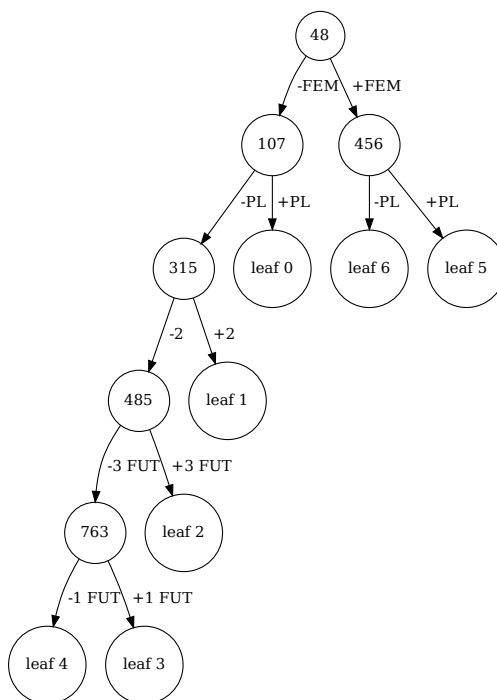 48
-FEM +FEM
107 456
-PL +PL -PL +PL
315 leaf 0 leaf 6 leaf 5
-2 +2
485 leaf 1
-3 FUT +3 FUT
763 leaf 2
-1 FUT +1 FUT
leaf 4 leaf 3